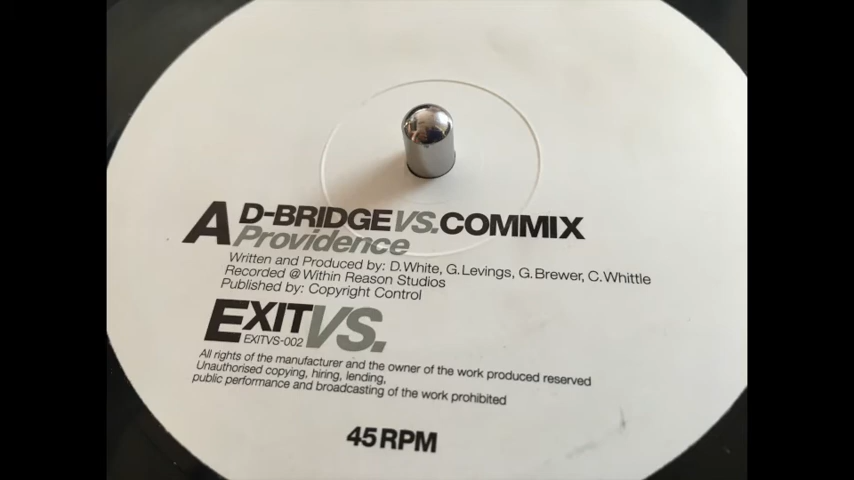 A D-BRIDGE VS. COMMIX
Providence
Written and Produced by: D.White, G.Levings, G.Brewer, C.Whittle
Recorded @ Within Reason Studios
Published by: Copyright Control
EXIT VS.
EXITVS-002
All rights of the manufacturer and the owner of the work produced reserved
Unauthorised copying, hiring, lending,
public performance and broadcasting of the work prohibited
45 RPM